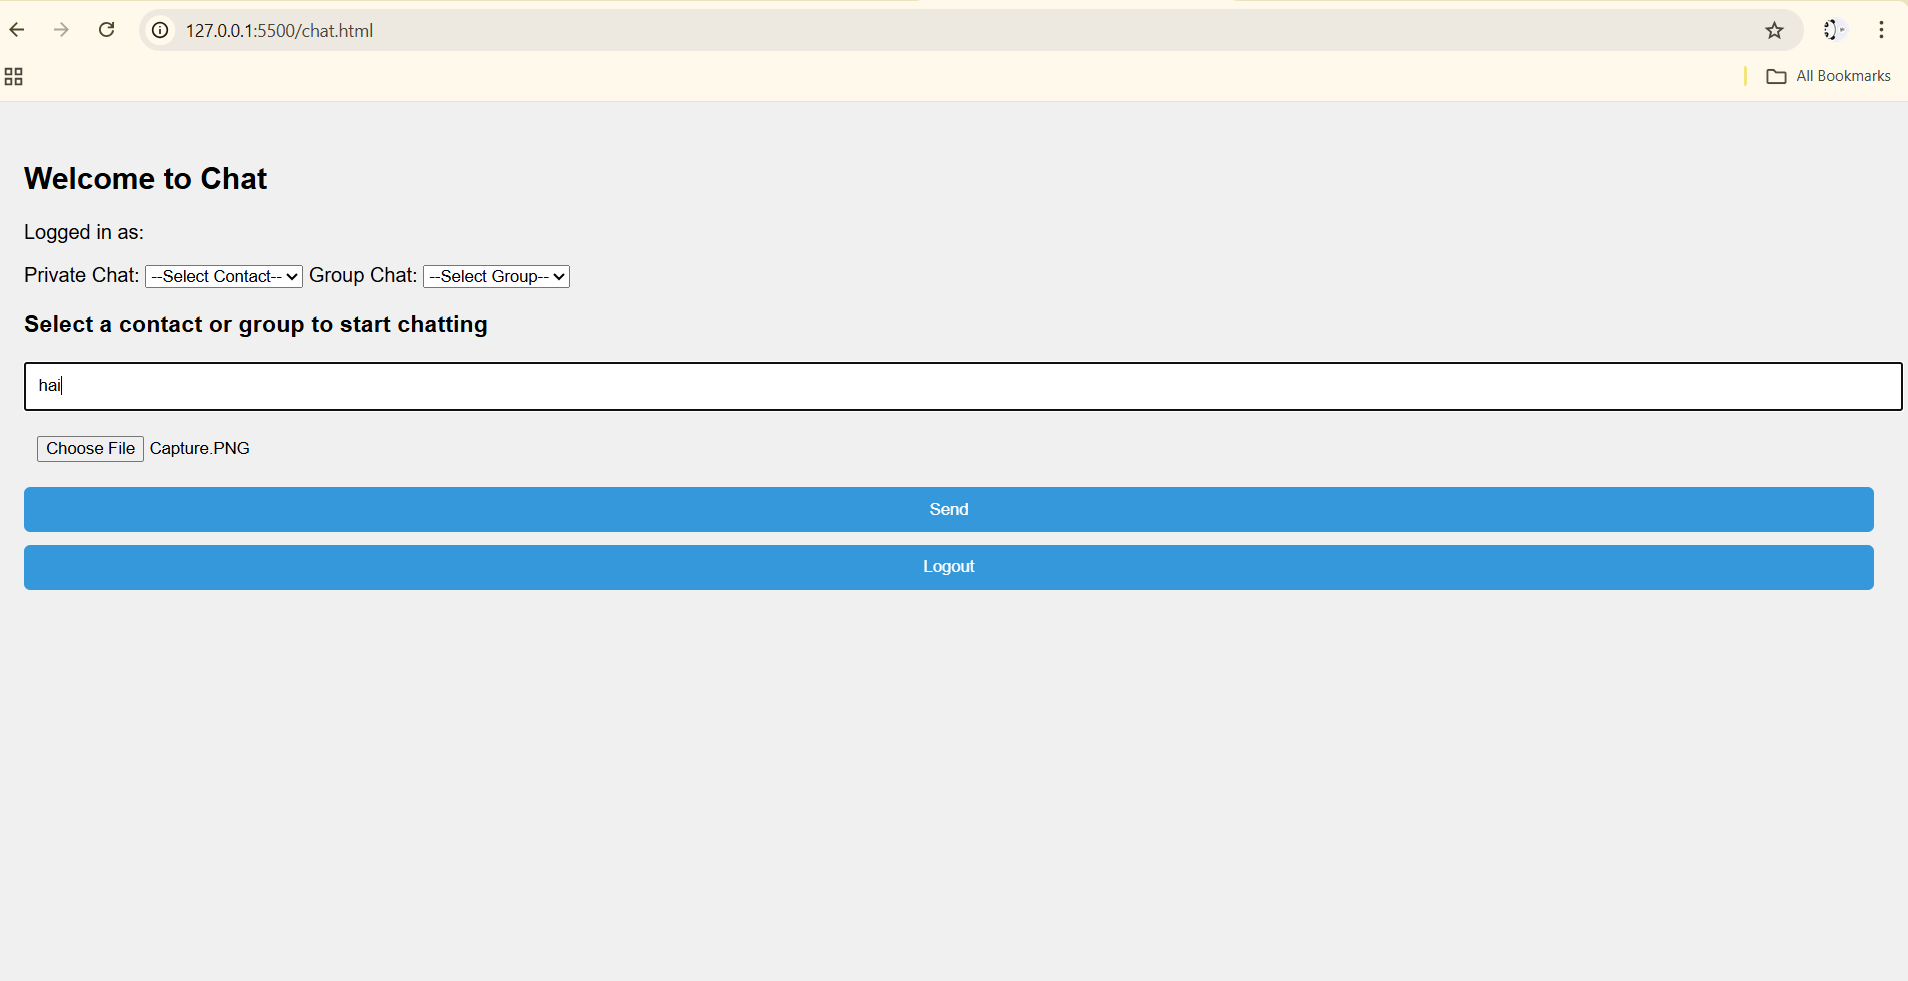 127.0.0.1:5500/chat.html
All Bookmarks
Welcome to Chat
Logged in as:
Private Chat: --Select Contact-- Group Chat: --Select Group--
Select a contact or group to start chatting
hai
Choose File Capture.PNG
Send
Logout